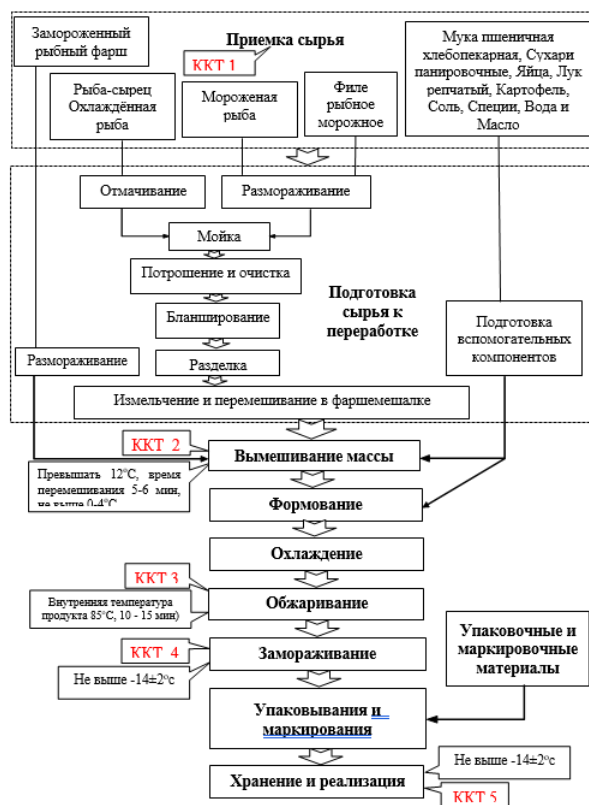 Замороженный
рыбный фарш
Приемка сырья
ККТ 1
Рыба-сырец
Охлаждённая
рыба
Мороженая
рыба
Филе
рыбное
морожное
Мука пшеничная
хлебопекарная, Сухари
панировочные, Яйца, Лук
репчатый, Картофель,
Соль, Специи, Вода и
Масло
Отмачивание
Размораживание
Мойка
Потрошение и очистка
Бланширование
Разделка
Размораживание
Подготовка
сырья к
переработке
Подготовка
вспомогательных
компонентов
Измельчение и перемешивание в фаршемешалке
ККТ 2
Вымешивание массы
Превышать 12°С, время
перемешивания 5-6 мин,
не выше 0-4°С
Формование
Охлаждение
ККТ 3
Внутренняя температура
продукта 85°С, 10 - 15 мин)
Обжаривание
ККТ 4
Замораживание
Не выше -14±2°с
Упаковочные и
маркировочные
материалы
Упаковывания и
маркирования
Не выше -14±2°с
Хранение и реализация
ККТ 5